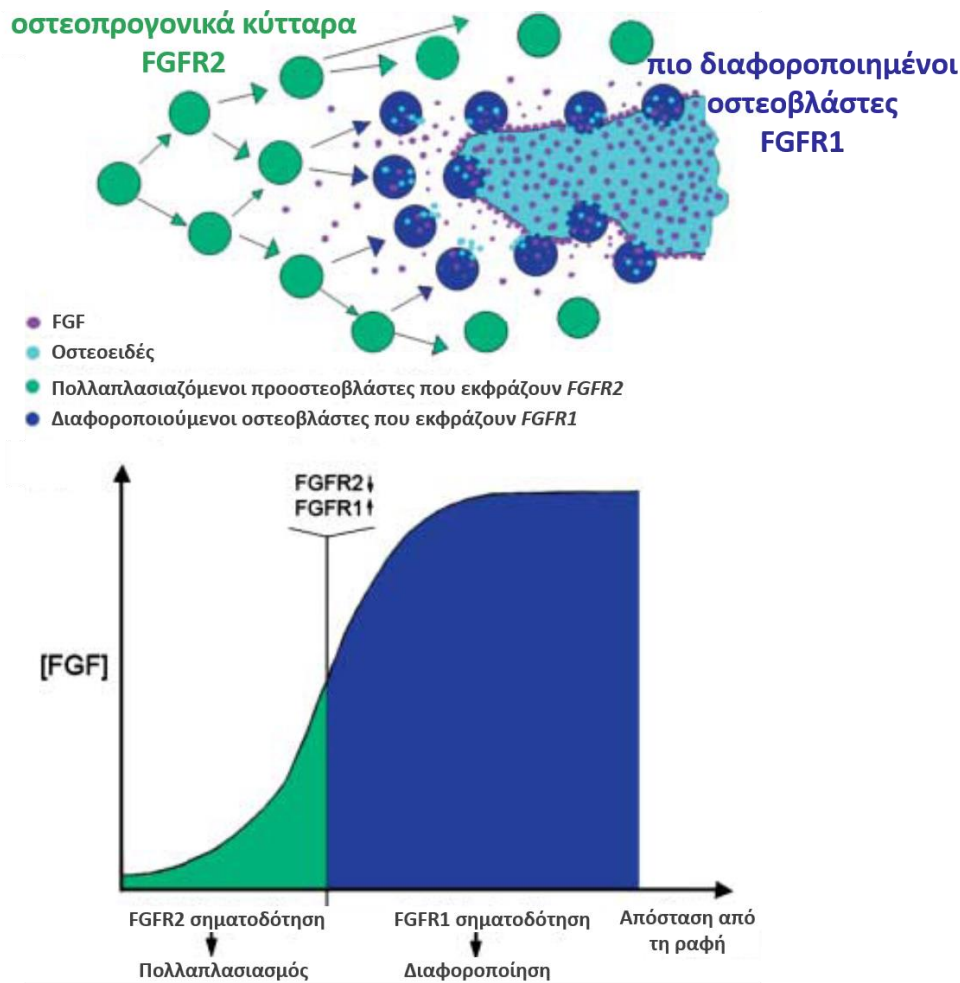 οστεοπρογονικά κύτταρα
FGFR2
πιο διαφοροποιημένοι
οστεοβλάστες
FGFR1
FGF
Οστεοειδές
Πολλαπλασιαζόμενοι προοστεοβλάστες που εκφράζουν FGFR2
Διαφοροποιούμενοι οστεοβλάστες που εκφράζουν FGFR1
FGFR2↓
FGFR1↑
[FGF]
FGFR2 σηματοδότηση
Πολλαπλασιασμός
FGFR1 σηματοδότηση
Διαφοροποίηση
Απόσταση από
τη ραφή